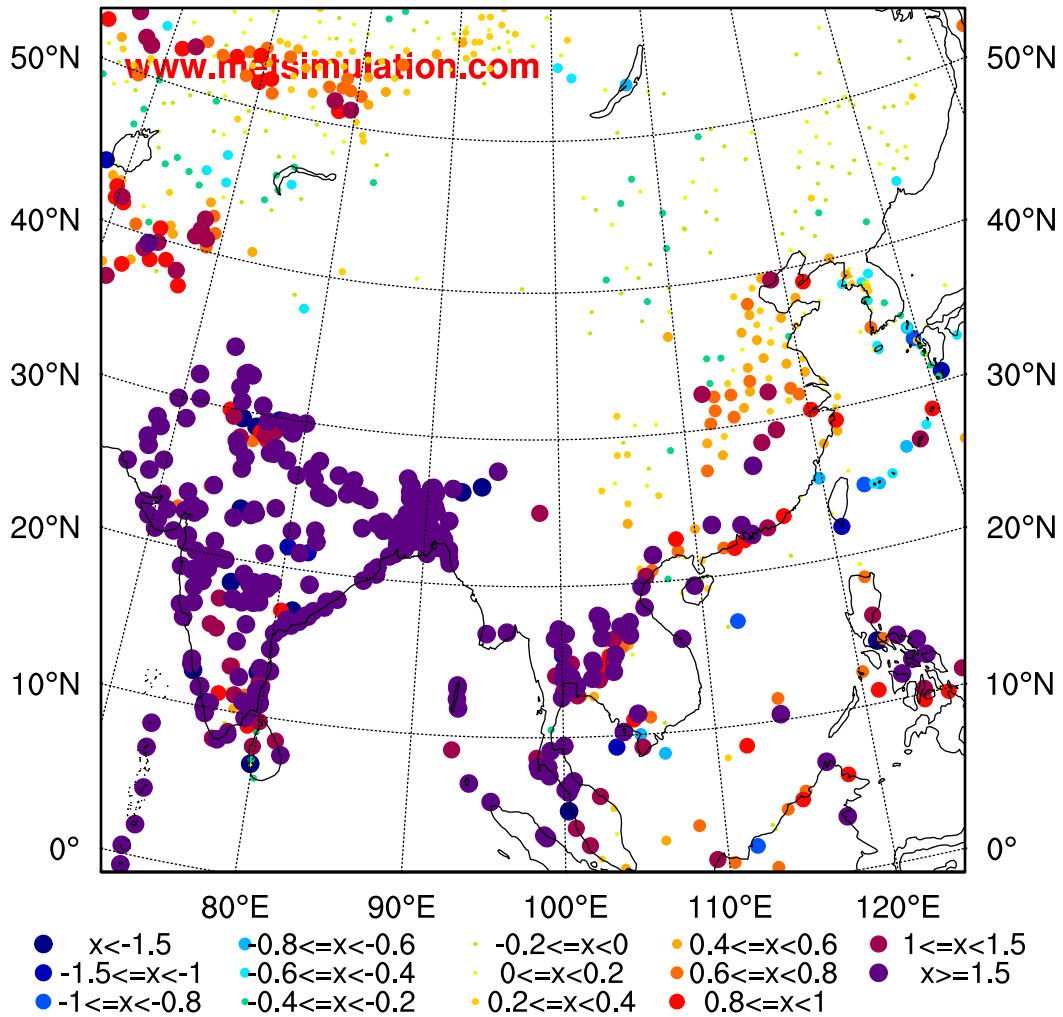 50°N 50°N
www.metsimulation.com
40°N 40°N
30°N 30°N
20°N 20°N
10°N 10°N
0° 0°
80°E 90°E 100°E 110°E 120°E
x<-1.5 -0.8<=x<-0.6 -0.2<=x<0 0.4<=x<0.6 1<=x<1.5
-1.5<=x<-1 -0.6<=x<-0.4 0<=x<0.2 0.6<=x<0.8 x>=1.5
-1<=x<-0.8 -0.4<=x<-0.2 0.2<=x<0.4 0.8<=x<1